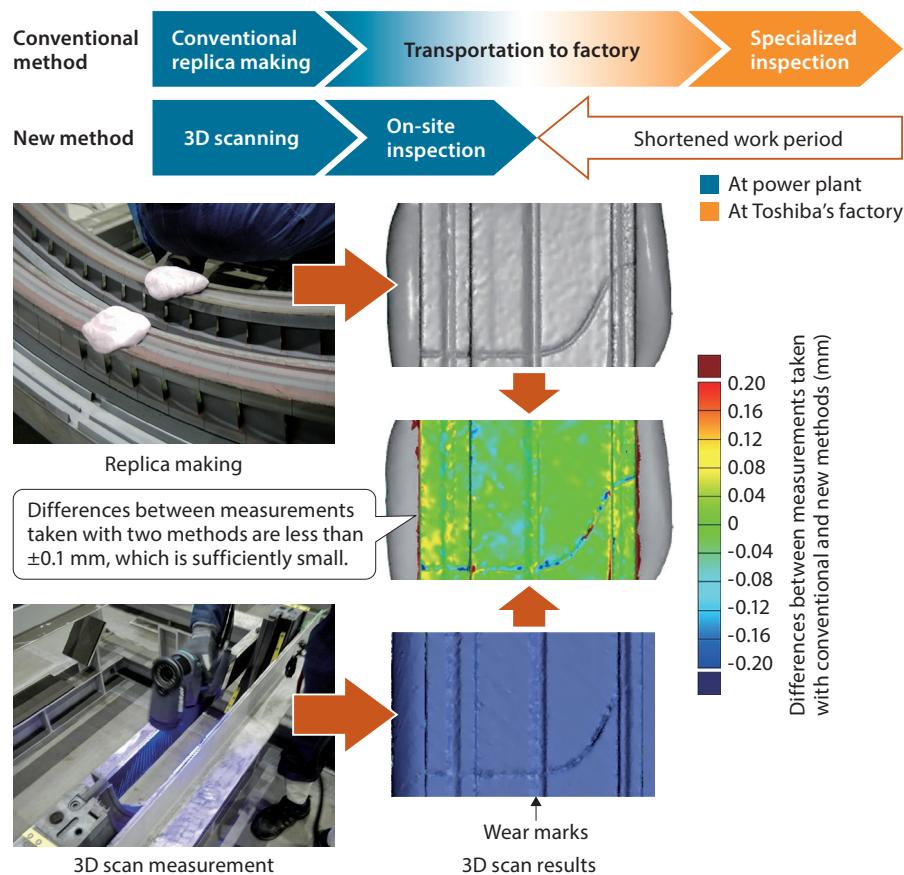 Conventional
method
Conventional
replica making
Transportation to factory
Specialized
inspection
New method
3D scanning
On-site
inspection
Shortened work period
At power plant
At Toshiba's factory
Replica making
Differences between measurements
taken with two methods are less than
±0.1 mm, which is sufficiently small.
0.20
0.16
0.12
0.08
0.04
0
-0.04
-0.08
-0.12
-0.16
-0.20
Differences between measurements taken
with conventional and new methods (mm)
Wear marks
3D scan measurement
3D scan results